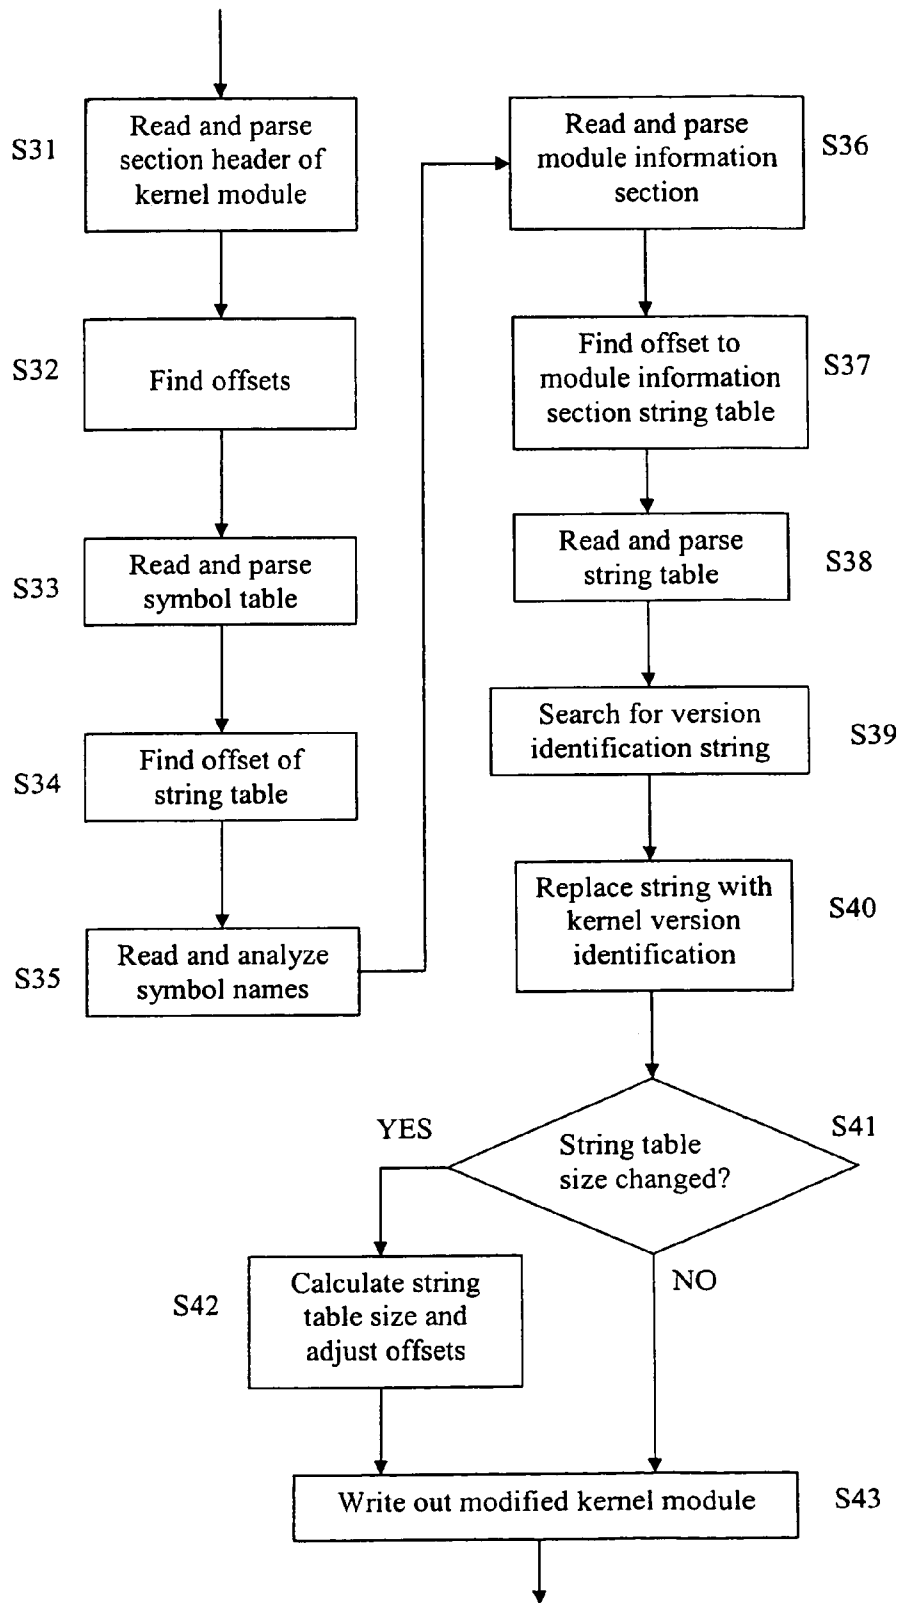 S31
Read and parse
section header of
kernel module
S32
Find offsets
S33
Read and parse
symbol table
S34
Find offset of
string table
S35
Read and analyze
symbol names
Read and parse
module information
section
S36
Find offset to
module information
section string table
S37
Read and parse
string table
S38
Search for version
identification string
S39
Replace string with
kernel version
identification
S40
String table
size changed?
S41
YES
NO
S42
Calculate string
table size and
adjust offsets
Write out modified kernel module
S43